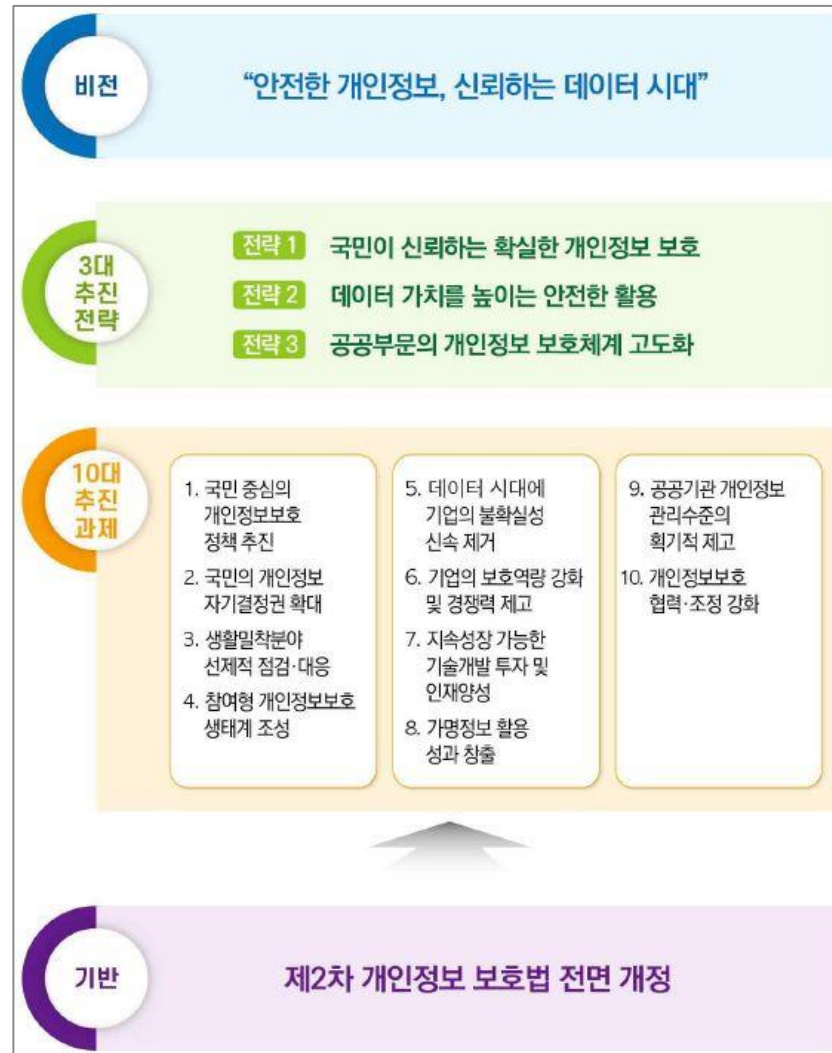 비전
“안전한 개인정보, 신뢰하는 데이터 시대”
3대
추진
전략
전략 1 국민이 신뢰하는 확실한 개인정보 보호
전략 2 데이터 가치를 높이는 안전한 활용
전략 3 공공부문의 개인정보 보호체계 고도화
10대
추진
과제
1. 국민 중심의
개인정보보호
정책 추진
2. 국민의 개인정보
자기결정권 확대
3. 생활밀착분야
선제적 점검·대응
4. 참여형 개인정보보호
생태계 조성
5. 데이터 시대에
기업의 불확실성
신속 제거
6. 기업의 보호역량 강화
및 경쟁력 제고
7. 지속성장 가능한
기술개발 투자 및
인재양성
8. 가명정보 활용
성과 창출
9. 공공기관 개인정보
관리수준의
획기적 제고
10. 개인정보보호
협력·조정 강화
기반
제2차 개인정보 보호법 전면 개정